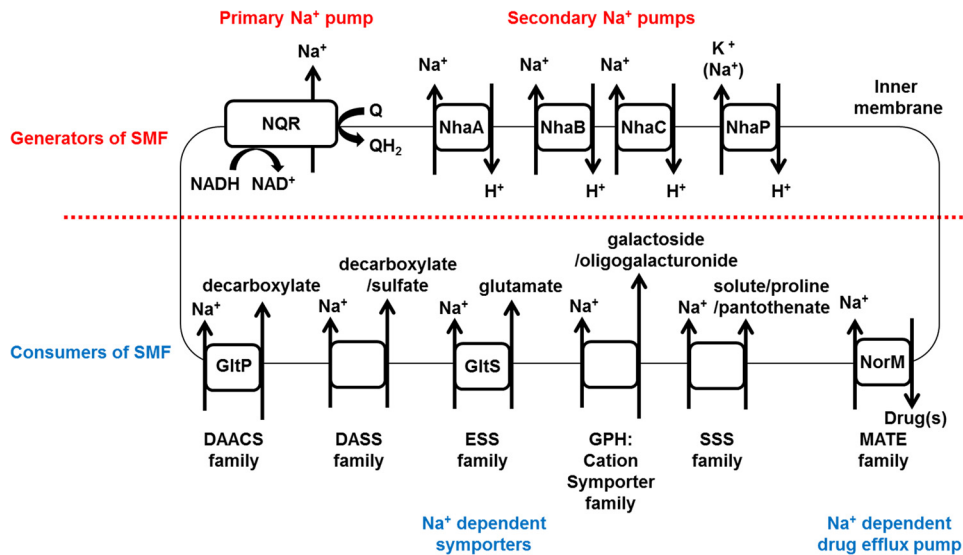 Primary Na⁺ pump
Secondary Na⁺ pumps
Na⁺
NQR
Q
QH₂
NADH
NAD⁺
Na⁺
NhaA
H⁺
Na⁺
NhaB
H⁺
Na⁺
NhaC
H⁺
K⁺
(Na⁺)
NhaP
H⁺
Inner
membrane
Generators of SMF
Consumers of SMF
Na⁺
decarboxylate
GltP
DAACS
family
Na⁺
decarboxylate
/sulfate
DASS
family
Na⁺
glutamate
GltS
ESS
family
Na⁺
galactoside
/oligogalacturonide
GPH:
Cation
Symporter
family
Na⁺
solute/proline
/pantothenate
SSS
family
Na⁺
NorM
Drug(s)
MATE
family
Na⁺ dependent
symporters
Na⁺ dependent
drug efflux pump